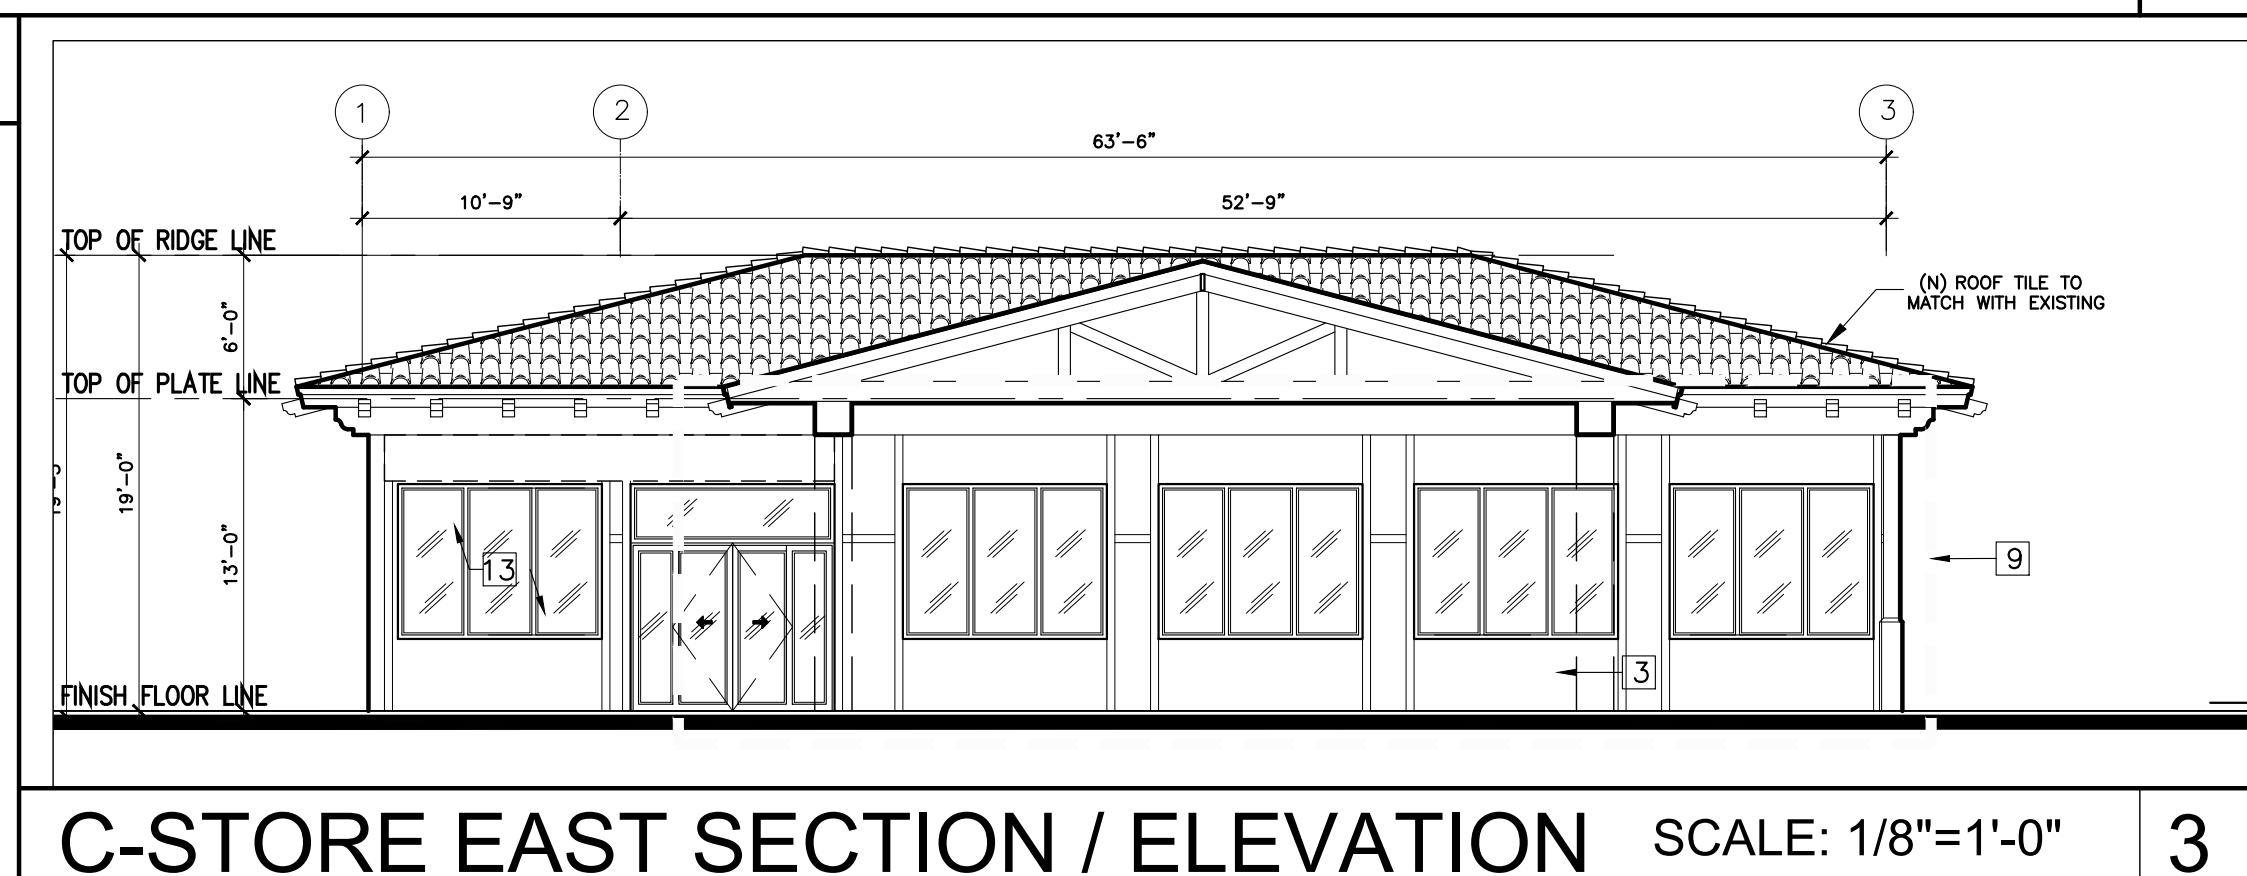 1
2
3
63'-6"
10'-9"
52'-9"
TOP OF RIDGE LINE
(N) ROOF TILE TO
MATCH WITH EXISTING
6'-0"
TOP OF PLATE LINE
19'-0"
13'-0"
13
9
3
FINISH FLOOR LINE
C-STORE EAST SECTION / ELEVATION
SCALE: 1/8"=1'-0"
3